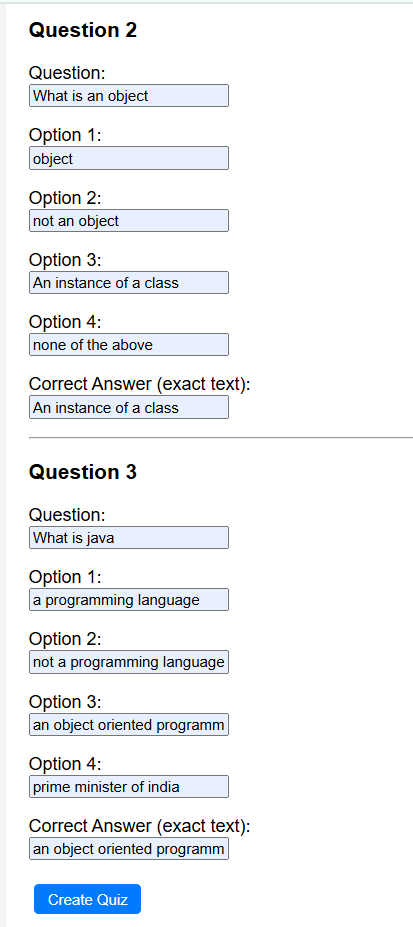 Question 2
Question:
What is an object
Option 1:
object
Option 2:
not an object
Option 3:
An instance of a class
Option 4:
none of the above
Correct Answer (exact text):
An instance of a class
Question 3
Question:
What is java
Option 1:
a programming language
Option 2:
not a programming language
Option 3:
an object oriented programm
Option 4:
prime minister of india
Correct Answer (exact text):
an object oriented programm
Create Quiz